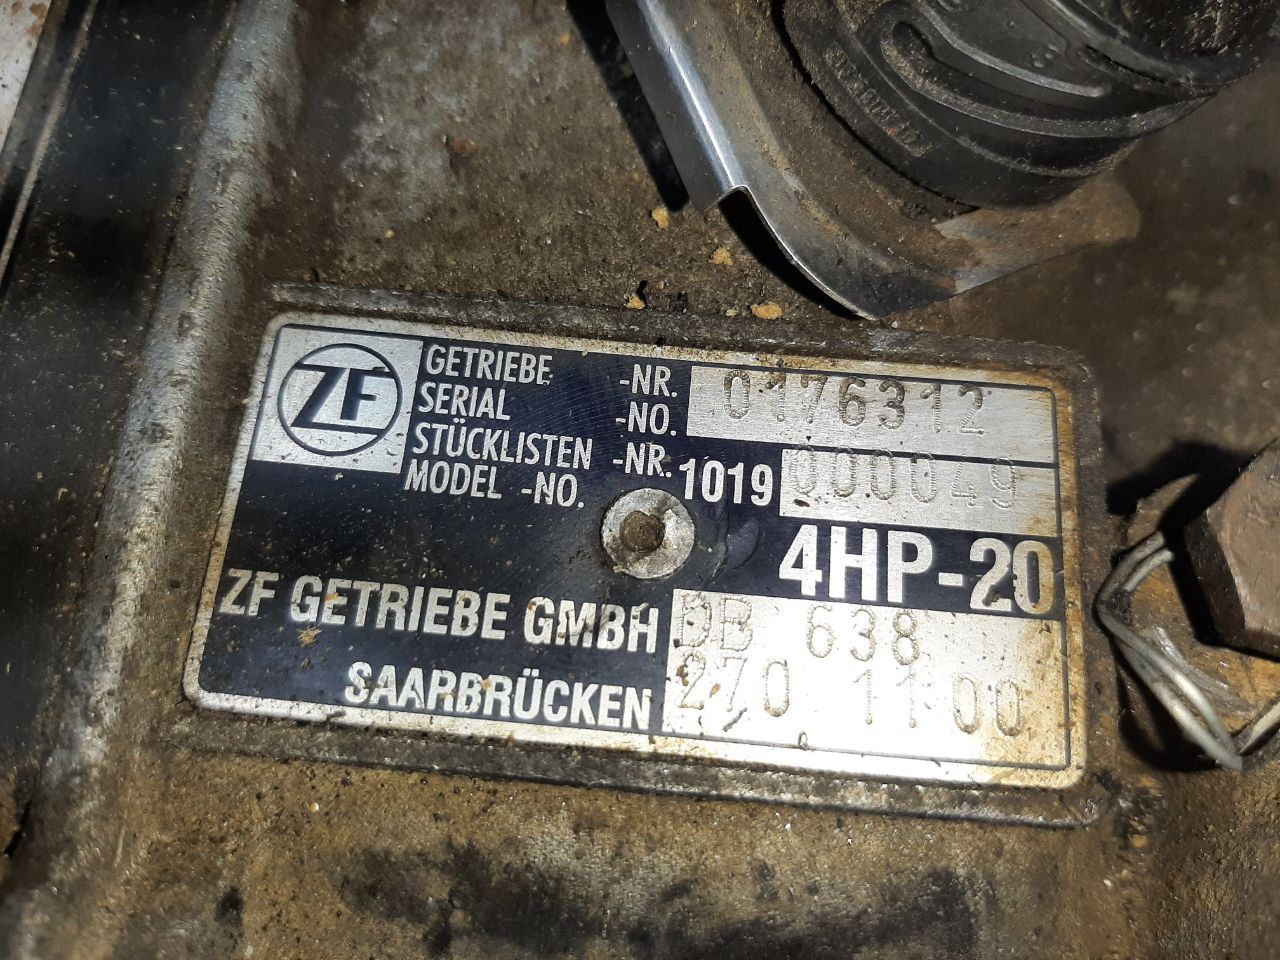 ZF
GETRIEBE -NR. 0176312
SERIAL -NO.
STÜCKLISTEN -NR. 1019 000049
MODEL -NO.
4HP-20
ZF GETRIEBE GMBH DB 638
SAARBRÜCKEN 270 11 00